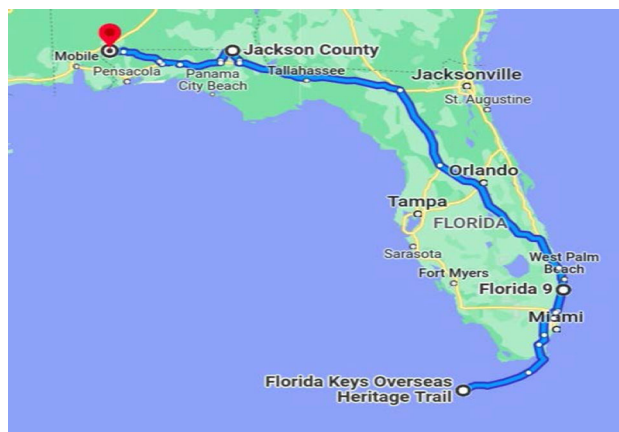 Jackson County
Mobile
Pensacola
Panama
City Beach
Tallahassee
Jacksonville
St. Augustine
Orlando
Tampa
FLORİDA
Sarasota
Fort Myers
West Palm
Beach
Florida 9
Miami
Florida Keys Overseas
Heritage Trail